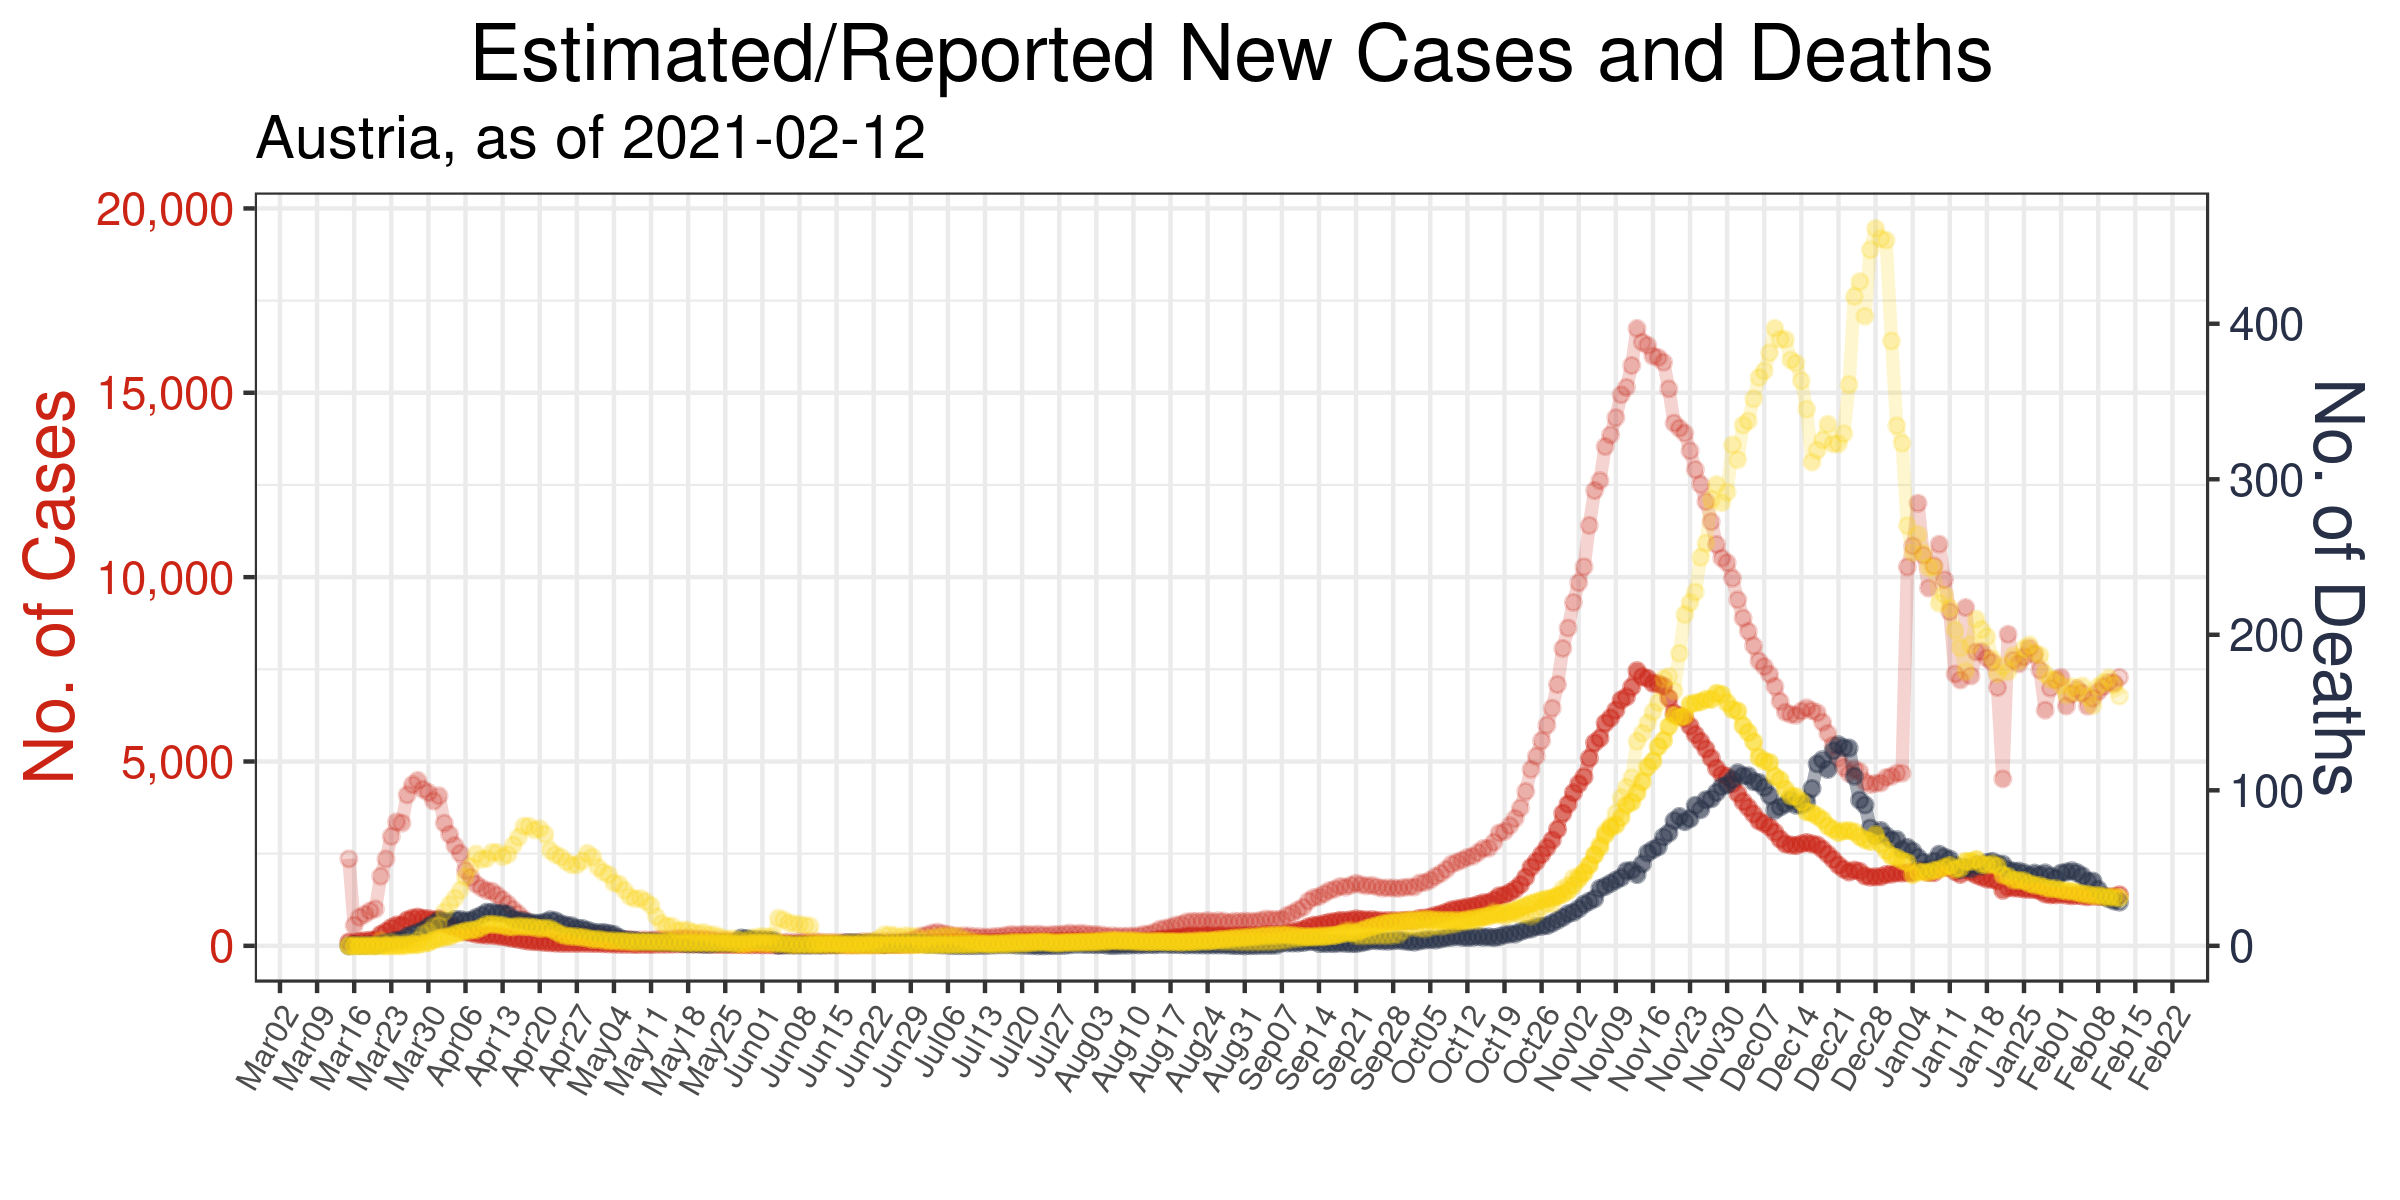 Estimated/Reported New Cases and Deaths
Austria, as of 2021-02-12
No. of Cases
20,000
15,000
10,000
5,000
0
No. of Deaths
400
300
200
100
0
Mar02
Mar09
Mar16
Mar23
Mar30
Apr06
Apr13
Apr20
Apr27
May04
May11
May18
May25
Jun01
Jun08
Jun15
Jun22
Jun29
Jul06
Jul13
Jul20
Jul27
Aug03
Aug10
Aug17
Aug24
Aug31
Sep07
Sep14
Sep21
Sep28
Oct05
Oct12
Oct19
Oct26
Nov02
Nov09
Nov16
Nov23
Nov30
Dec07
Dec14
Dec21
Dec28
Jan04
Jan11
Jan18
Jan25
Feb01
Feb08
Feb15
Feb22